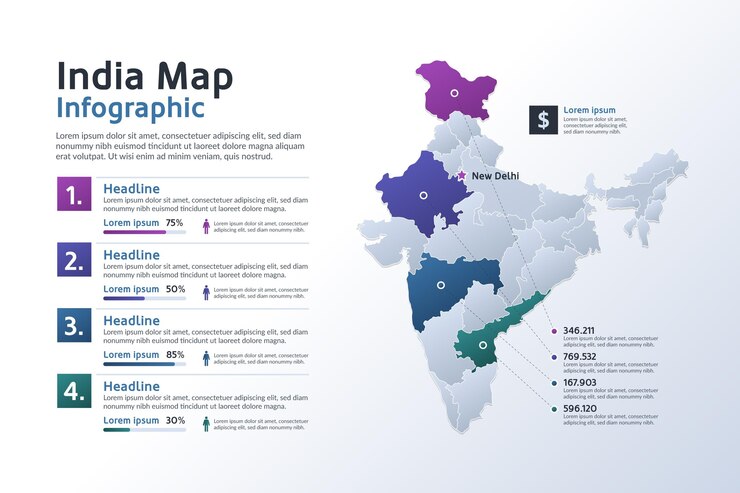 India Map
Infographic
Lorem ipsum dolor sit amet, consectetuer adipiscing elit, sed
diam nonummy nibh euismod tincidunt ut laoreet dolore magna aliquam
erat volutpat. Ut wisi enim ad minim veniam, quis nostrud.
1.
Headline
Lorem ipsum dolor sit amet, consectetuer adipiscing elit, sed diam
nonummy nibh euismod tincidunt ut laoreet dolore magna.
Lorem ipsum 75%
Lorem ipsum dolor sit amet, consectetuer
adipiscing elit, sed diam nonummy nibh.
2.
Headline
Lorem ipsum dolor sit amet, consectetuer adipiscing elit, sed diam
nonummy nibh euismod tincidunt ut laoreet dolore magna.
Lorem ipsum 50%
Lorem ipsum dolor sit amet, consectetuer
adipiscing elit, sed diam nonummy nibh.
3.
Headline
Lorem ipsum dolor sit amet, consectetuer adipiscing elit, sed diam
nonummy nibh euismod tincidunt ut laoreet dolore magna.
Lorem ipsum 85%
Lorem ipsum dolor sit amet, consectetuer
adipiscing elit, sed diam nonummy nibh.
4.
Headline
Lorem ipsum dolor sit amet, consectetuer adipiscing elit, sed diam
nonummy nibh euismod tincidunt ut laoreet dolore magna.
Lorem ipsum 30%
Lorem ipsum dolor sit amet, consectetuer
adipiscing elit, sed diam nonummy nibh.
$
Lorem ipsum
Lorem ipsum dolor sit amet,
consectetuer adipiscing elit, sed
diam nonummy nibh.
New Delhi
346.211
Lorem ipsum dolor sit amet, consectetuer
adipiscing elit, sed diam nonummy nibh.
769.532
Lorem ipsum dolor sit amet, consectetuer
adipiscing elit, sed diam nonummy nibh.
167.903
Lorem ipsum dolor sit amet, consectetuer
adipiscing elit, sed diam nonummy nibh.
596.120
Lorem ipsum dolor sit amet, consectetuer
adipiscing elit, sed diam nonummy nibh.